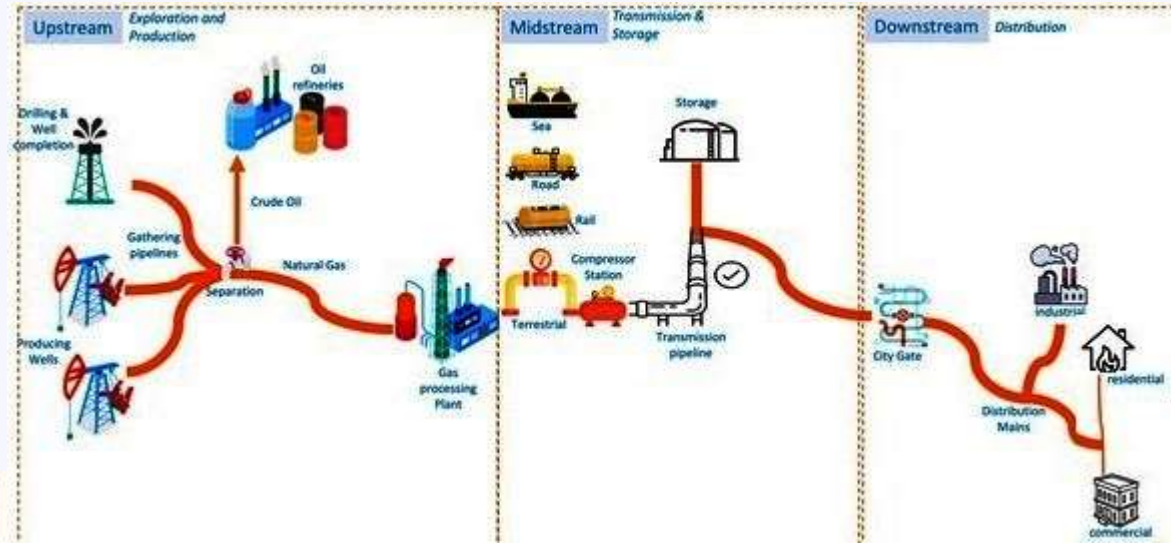 Upstream
Exploration and
Production
Oil
refineries
Drilling &
Well
completion
Crude Oil
Gathering
pipelines
Natural Gas
Separation
Producing
Wells
Gas
processing
Plant
Midstream
Transmission &
Storage
Sea
Road
Rail
Storage
Compressor
Station
Terrestrial
Transmission
pipeline
Downstream
Distribution
City Gate
industrial
residential
Distribution
Mains
commercial